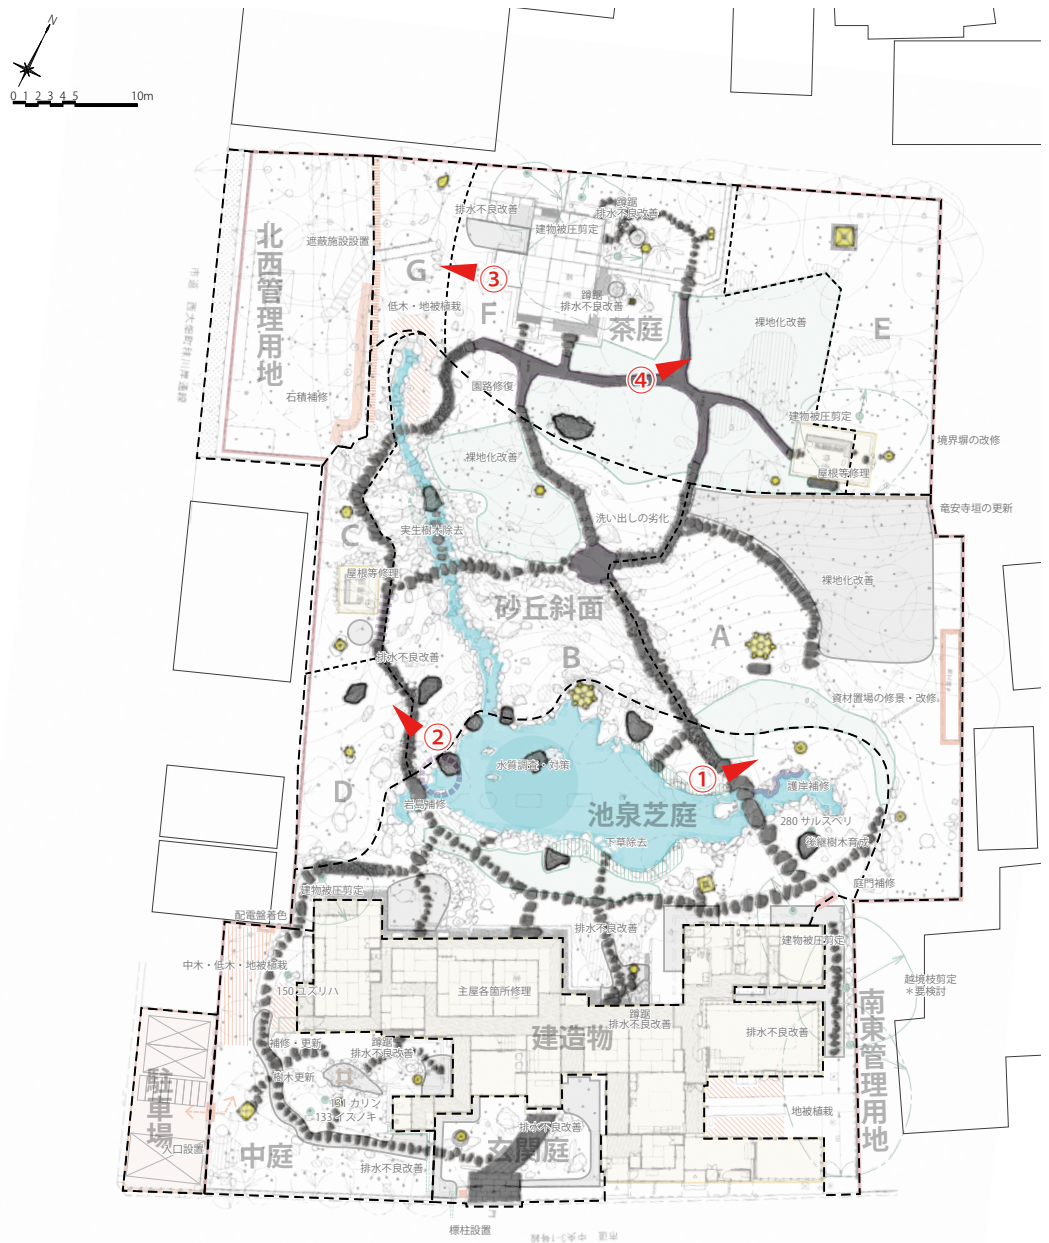 N
0 1 2 3 4 5 10m
北西管理用地
遮蔽施設設置
石積補修
G
低木・地被植栽
③
F
排水不良改善
建物被圧剪定
蹲踞
排水不良改善
蹲踞
排水不良改善
茶庭
裸地化改善
E
④
園路修復
建物被圧剪定
境界塀の改修
屋根等修理
竜安寺垣の更新
裸地化改善
洗い出しの劣化
実生樹木除去
C
屋根等修理
裸地化改善
砂丘斜面
A
B
排水不良改善
資材置場の修景・改修
②
①
水質調査・対策
護岸補修
D
岩島補修
池泉芝庭
280 サルスベリ
後継樹木育成
下草除去
庭門補修
建物被圧剪定
配電盤着色
排水不良改善
建物被圧剪定
中木・低木・地被植栽
越境枝剪定
＊要検討
150 ユズリハ
主屋各箇所修理
蹲踞
排水不良改善
建造物
排水不良改善
南東管理用地
補修・更新
蹲踞
排水不良改善
樹木更新
191 カリン
133 イスノキ
地被植栽
駐車場
入口設置
中庭
排水不良改善
排水不良改善
玄関庭
標柱設置